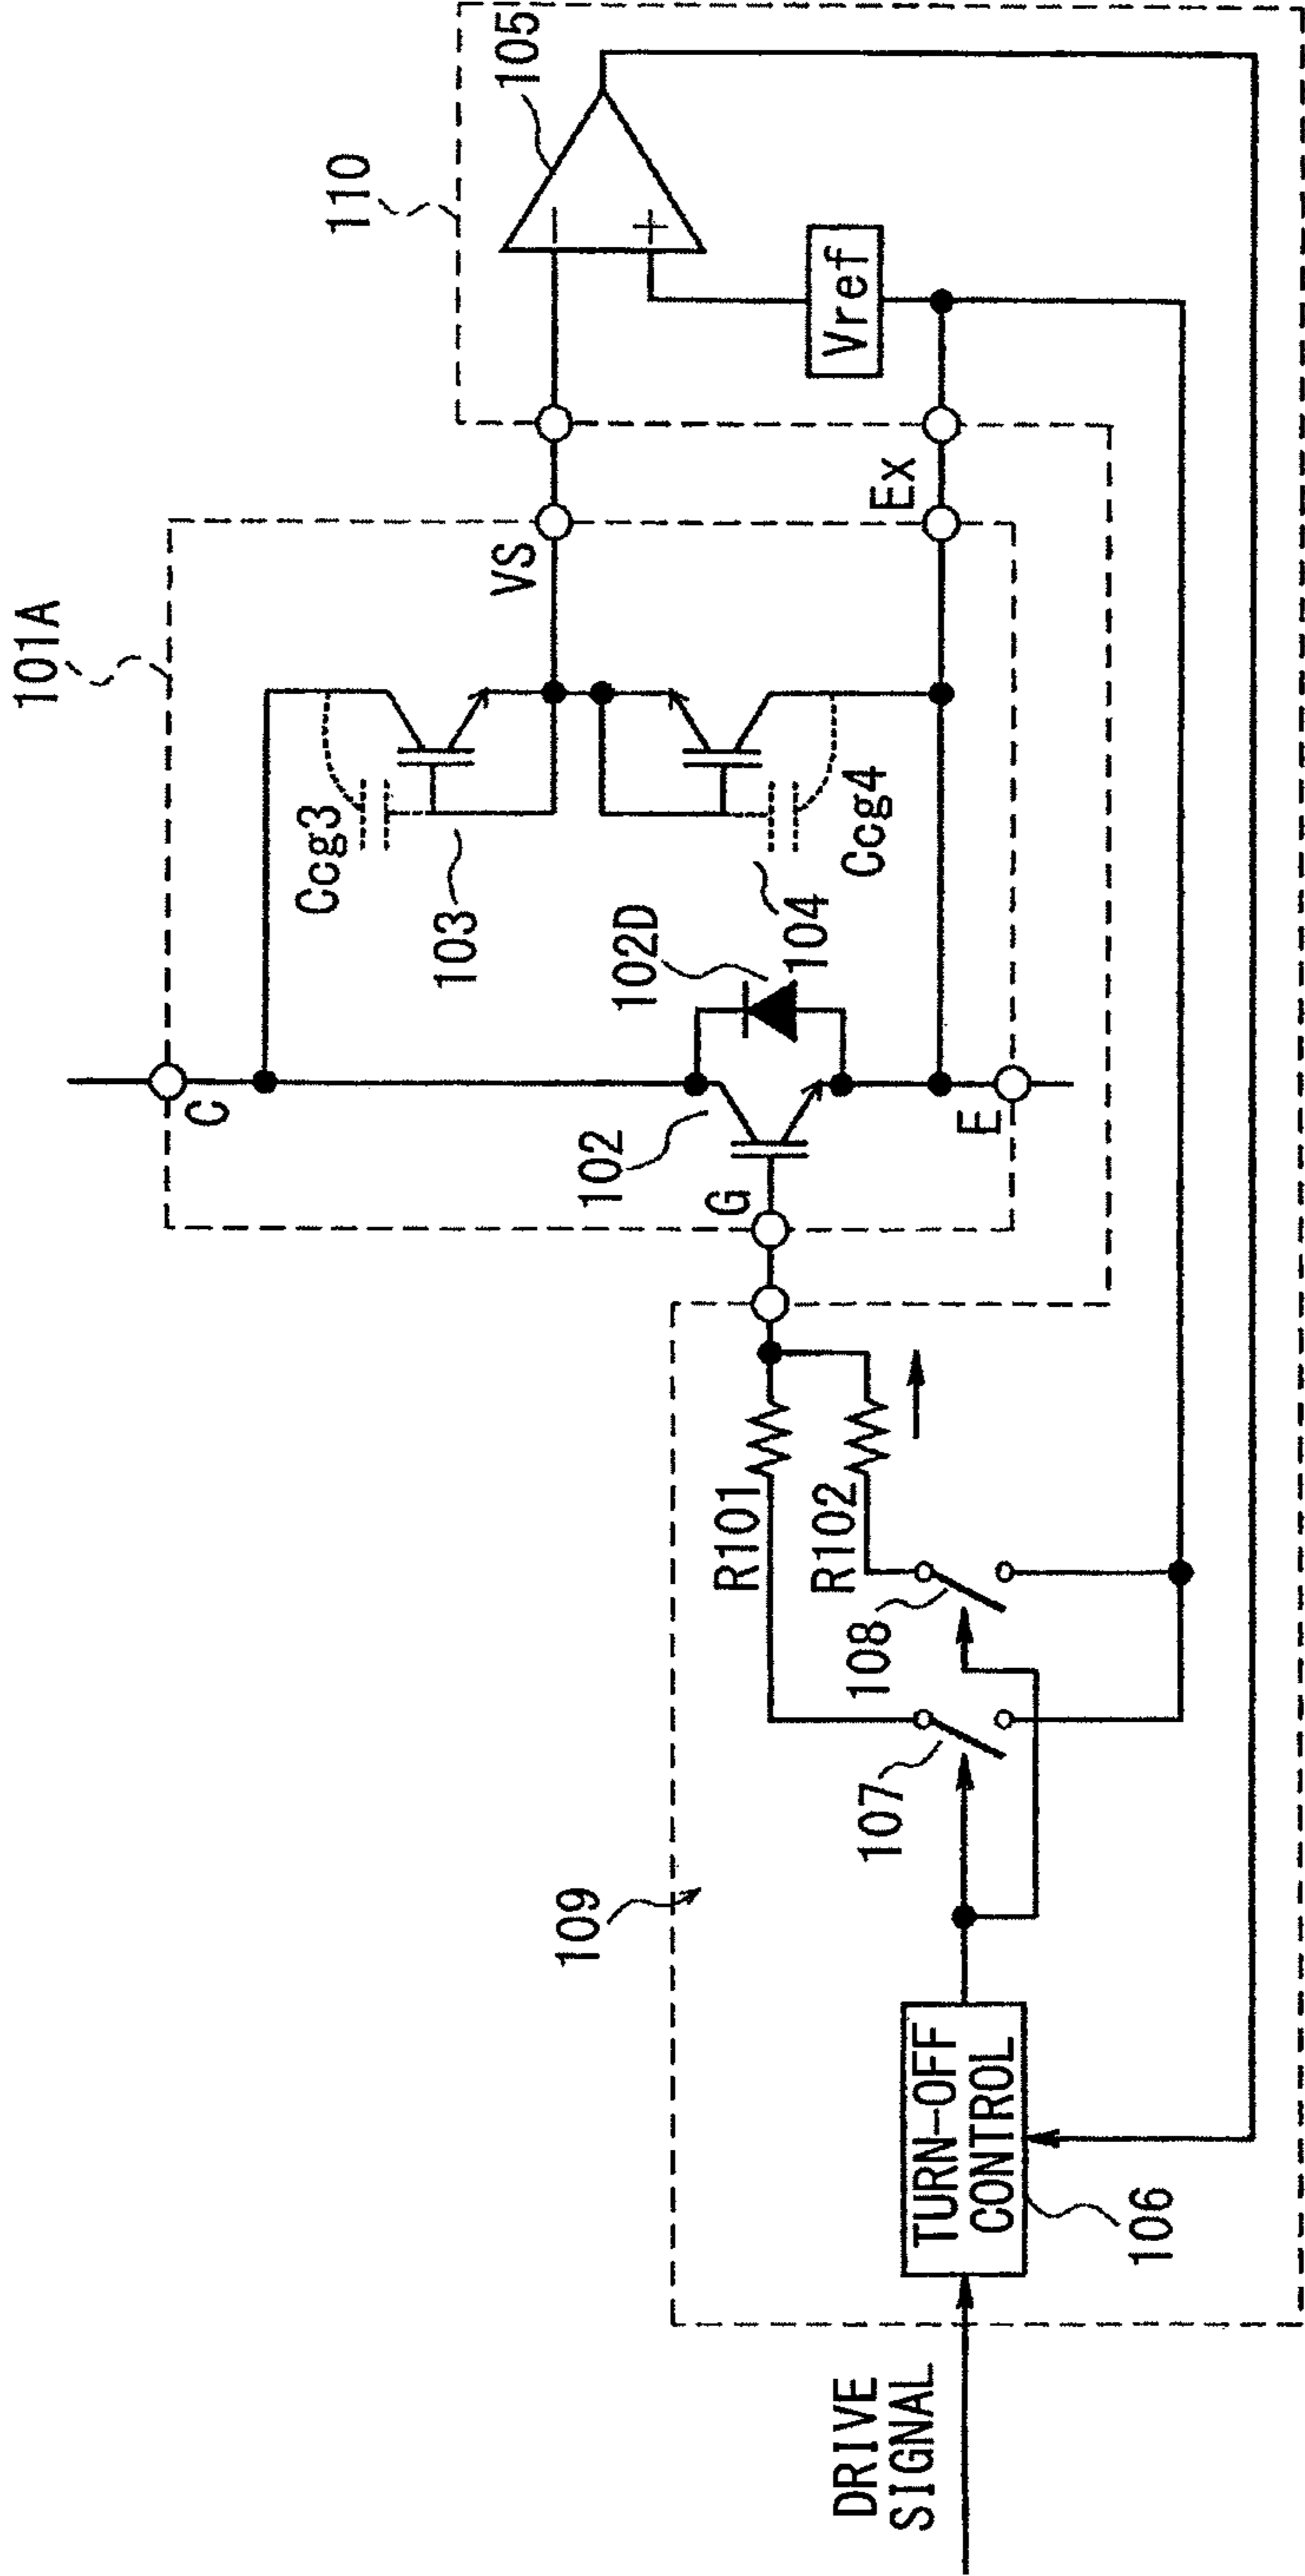 101A
110
105
C
Ccg3
103
VS
102
102D
104
Ccg4
Ex
Vref
G
E
109
R101
R102
107
108
TURN-OFF
CONTROL
106
DRIVE
SIGNAL